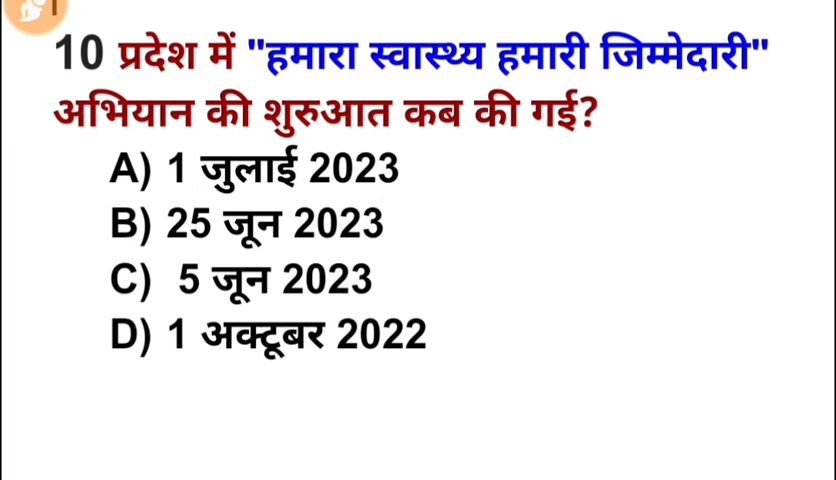 10 प्रदेश में "हमारा स्वास्थ्य हमारी जिम्मेदारी"
अभियान की शुरुआत कब की गई?
A) 1 जुलाई 2023
B) 25 जून 2023
C) 5 जून 2023
D) 1 अक्टूबर 2022